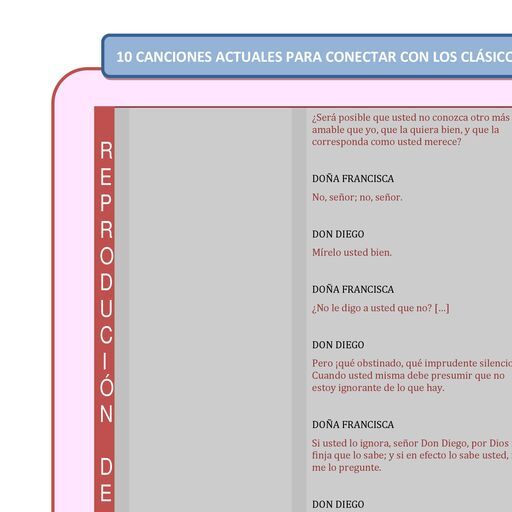 10 CANCIONES ACTUALES PARA CONECTAR CON LOS CLÁSICO
REPRODUCIÓN DE
¿Será posible que usted no conozca otro más
amable que yo, que la quiera bien, y que la
corresponda como usted merece?
DOÑA FRANCISCA
No, señor; no, señor.
DON DIEGO
Mírelo usted bien.
DOÑA FRANCISCA
¿No le digo a usted que no? […]
DON DIEGO
Pero ¡qué obstinado, qué imprudente silencio
Cuando usted misma debe presumir que no
estoy ignorante de lo que hay.
DOÑA FRANCISCA
Si usted lo ignora, señor Don Diego, por Dios
finja que lo sabe; y si en efecto lo sabe usted,
me lo pregunte.
DON DIEGO